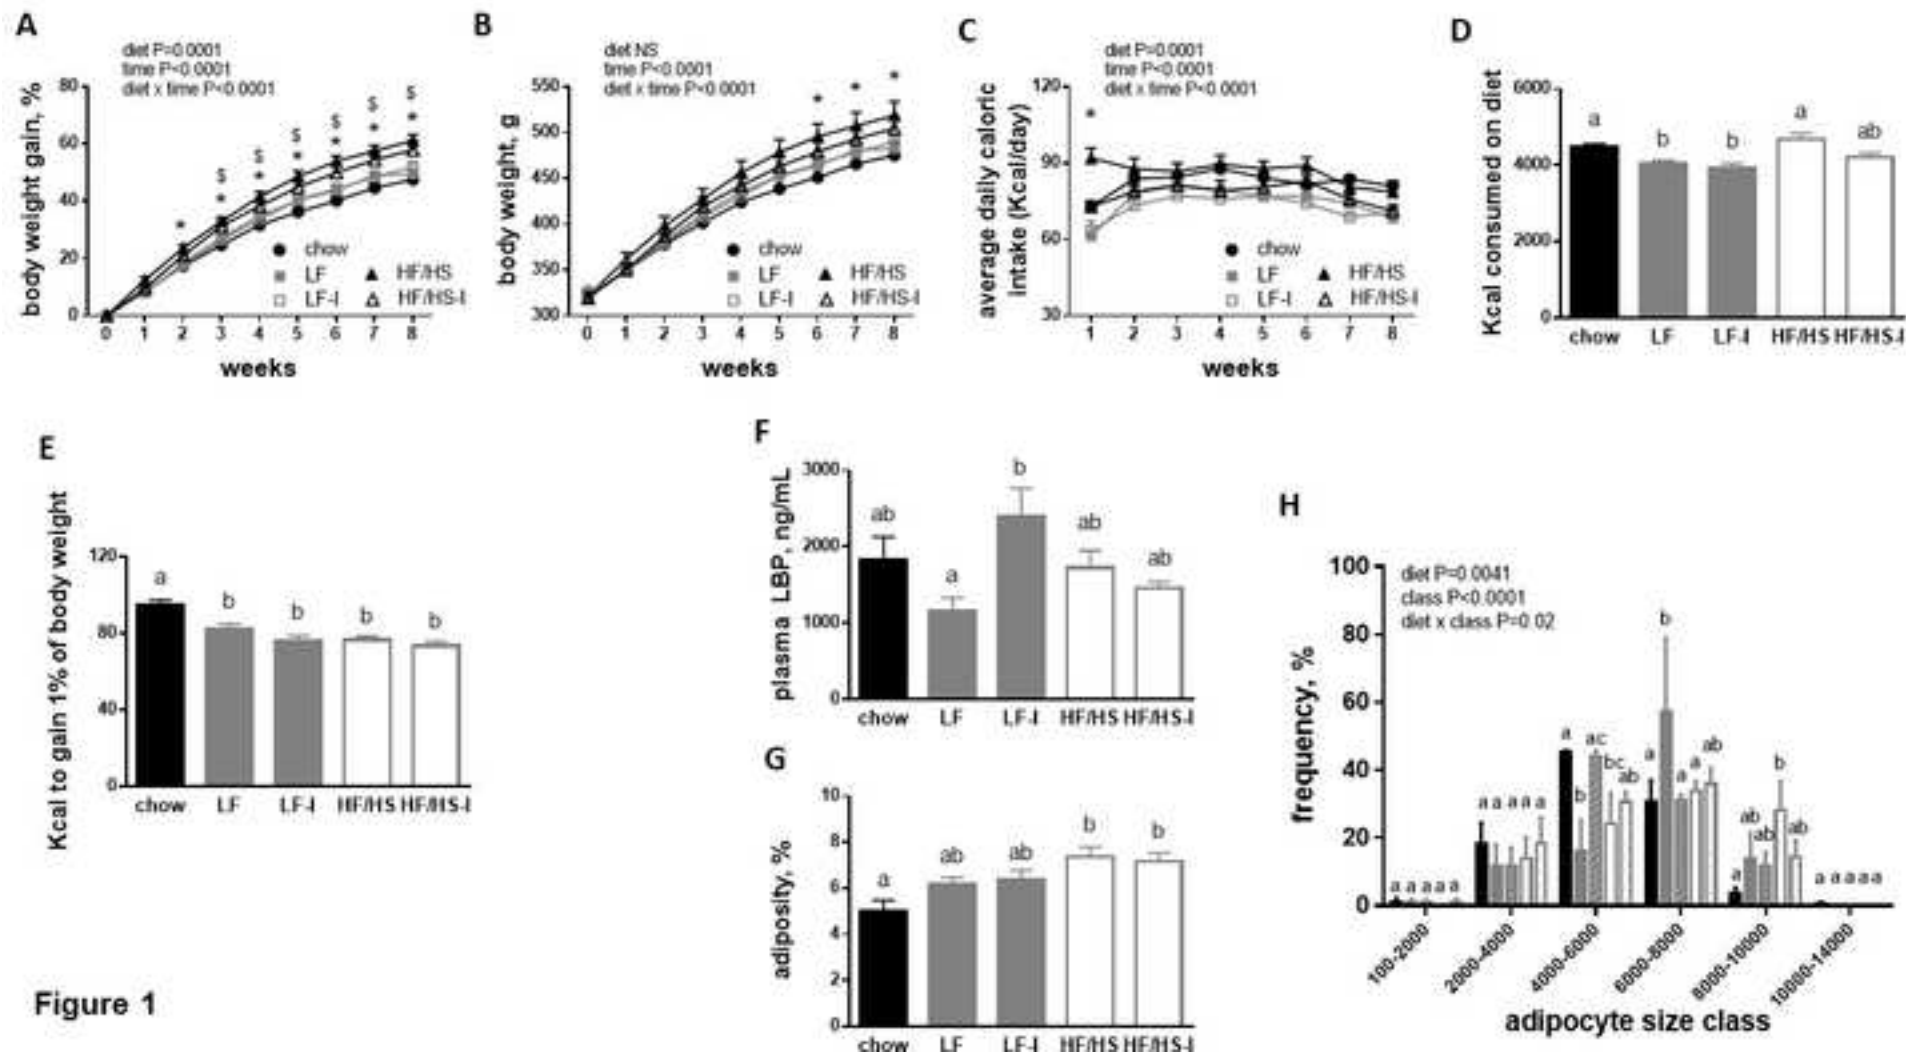 A
diet P=0.0001
time P<0.0001
diet x time P<0.0001
body weight gain, %
80
60
40
20
0
$ $ $ $ $ $
* * * * * * *
chow
LF
LF-I
HF/HS
HF/HS-I
0 1 2 3 4 5 6 7 8
weeks
B
diet NS
time P<0.0001
diet x time P<0.0001
body weight, g
550
500
450
400
350
300
* * *
chow
LF
LF-I
HF/HS
HF/HS-I
0 1 2 3 4 5 6 7 8
weeks
C
diet P=0.0001
time P<0.0001
diet x time P<0.0001
average daily caloric
intake (Kcal/day)
120
90
60
30
*
chow
LF
LF-I
HF/HS
HF/HS-I
1 2 3 4 5 6 7 8
weeks
D
Kcal consumed on diet
6000
4000
2000
0
a b b a ab
chow LF LF-I HF/HS HF/HS-I
E
Kcal to gain 1% of body weight
120
80
40
0
a b b b b
chow LF LF-I HF/HS HF/HS-I
F
plasma LBP, ng/mL
3000
2000
1000
0
ab a b ab ab
chow LF LF-I HF/HS HF/HS-I
G
adiposity, %
10
8
6
4
2
0
a ab ab b b
chow LF LF-I HF/HS HF/HS-I
H
diet P=0.0041
class P<0.0001
diet x class P=0.02
frequency, %
100
80
60
40
20
0
a a a a a
a a a a a
a b ac bc ab
a b a a ab
a ab ab b ab
a a a a a
100-2000
2000-4000
4000-6000
6000-8000
8000-10000
10000-14000
adipocyte size class
Figure 1